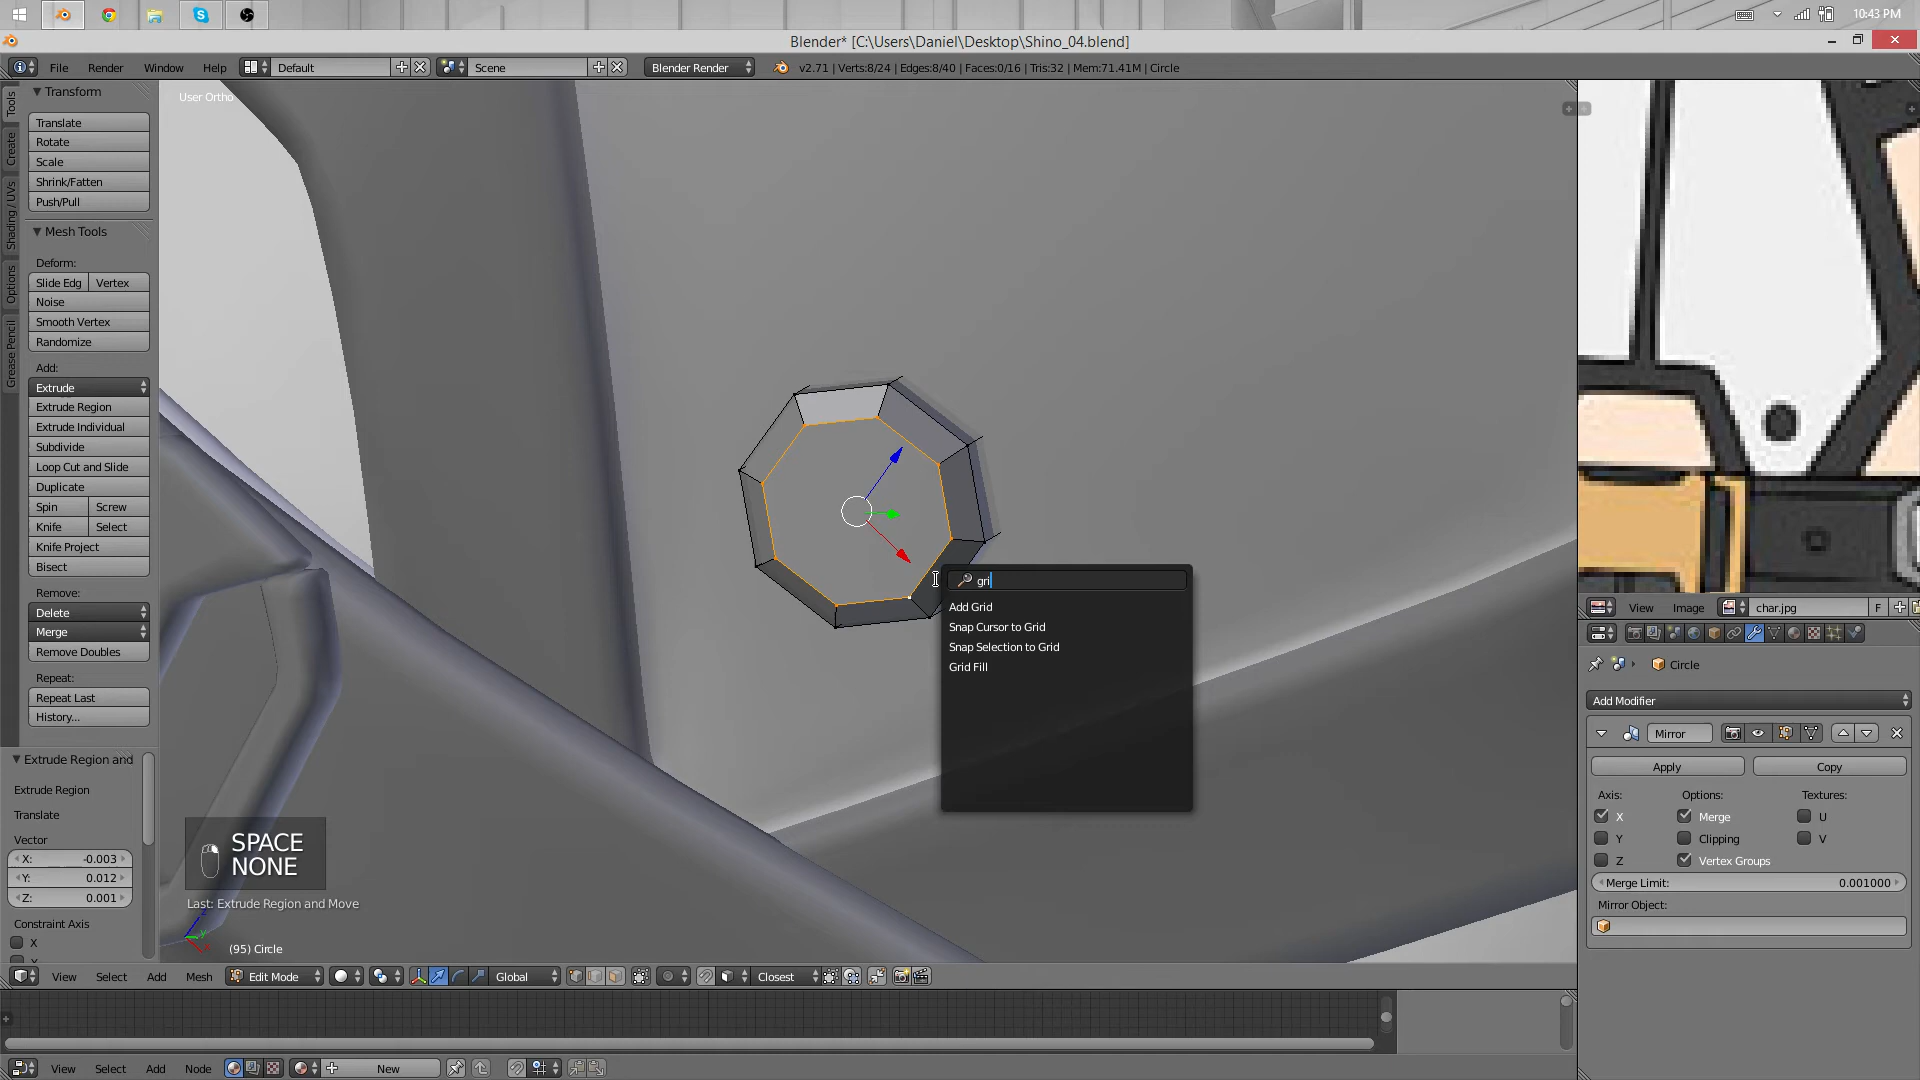 10:43 PM
Blender* [C:\Users\Daniel\Desktop\Shino_04.blend]
File Render Window Help Default Scene Blender Render v2.71 | Verts:8/24 | Edges:8/40 | Faces:0/16 | Tris:32 | Mem:71.41M | Circle
Tools
Create
Shading / UVs
Options
Grease Pencil
Transform
Translate
Rotate
Scale
Shrink/Fatten
Push/Pull
Mesh Tools
Deform:
Slide Edg Vertex
Noise
Smooth Vertex
Randomize
Add:
Extrude
Extrude Region
Extrude Individual
Subdivide
Loop Cut and Slide
Duplicate
Spin Screw
Knife Select
Knife Project
Bisect
Remove:
Delete
Merge
Remove Doubles
Repeat:
Repeat Last
History...
Extrude Region and
Extrude Region
Translate
Vector
X: -0.003
Y: 0.012
Z: 0.001
Constraint Axis
X
User Ortho
gri
Add Grid
Snap Cursor to Grid
Snap Selection to Grid
Grid Fill
SPACE
NONE
Last: Extrude Region and Move
(95) Circle
View Select Add Mesh Edit Mode Global Closest
View Select Add Node New
View Image char.jpg F
Circle
Add Modifier
Mirror
Apply Copy
Axis: Options: Textures:
X Merge U
Y Clipping V
Z Vertex Groups
Merge Limit: 0.001000
Mirror Object: